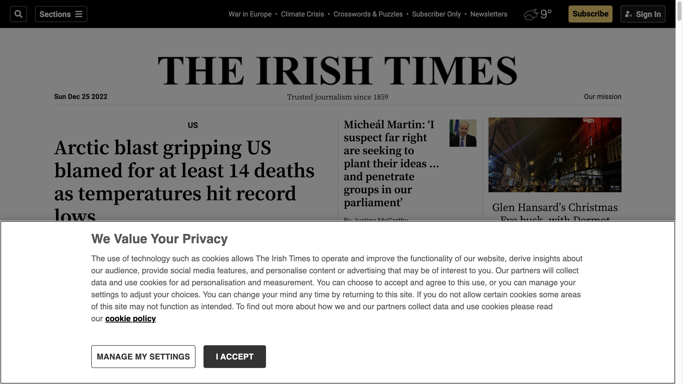 Sections
War in Europe • Climate Crisis • Crosswords & Puzzles • Subscriber Only • Newsletters
9°
Subscribe
Sign In
THE IRISH TIMES
Sun Dec 25 2022
Trusted journalism since 1859
Our mission
US
Arctic blast gripping US
blamed for at least 14 deaths
as temperatures hit record
lows
Micheál Martin: ‘I
suspect far right
are seeking to
plant their ideas ...
and penetrate
groups in our
parliament’
By Justine McCarthy
Glen Hansard’s Christmas
Eve busk, with Dermot
We Value Your Privacy
The use of technology such as cookies allows The Irish Times to operate and improve the functionality of our website, derive insights about
our audience, provide social media features, and personalise content or advertising that may be of interest to you. Our partners will collect
data and use cookies for ad personalisation and measurement. You can choose to accept and agree to this use, or you can manage your
settings to adjust your choices. You can change your mind any time by returning to this site. If you do not allow certain cookies some areas
of this site may not function as intended. To find out more about how we and our partners collect data and use cookies please read
our cookie policy
MANAGE MY SETTINGS
I ACCEPT